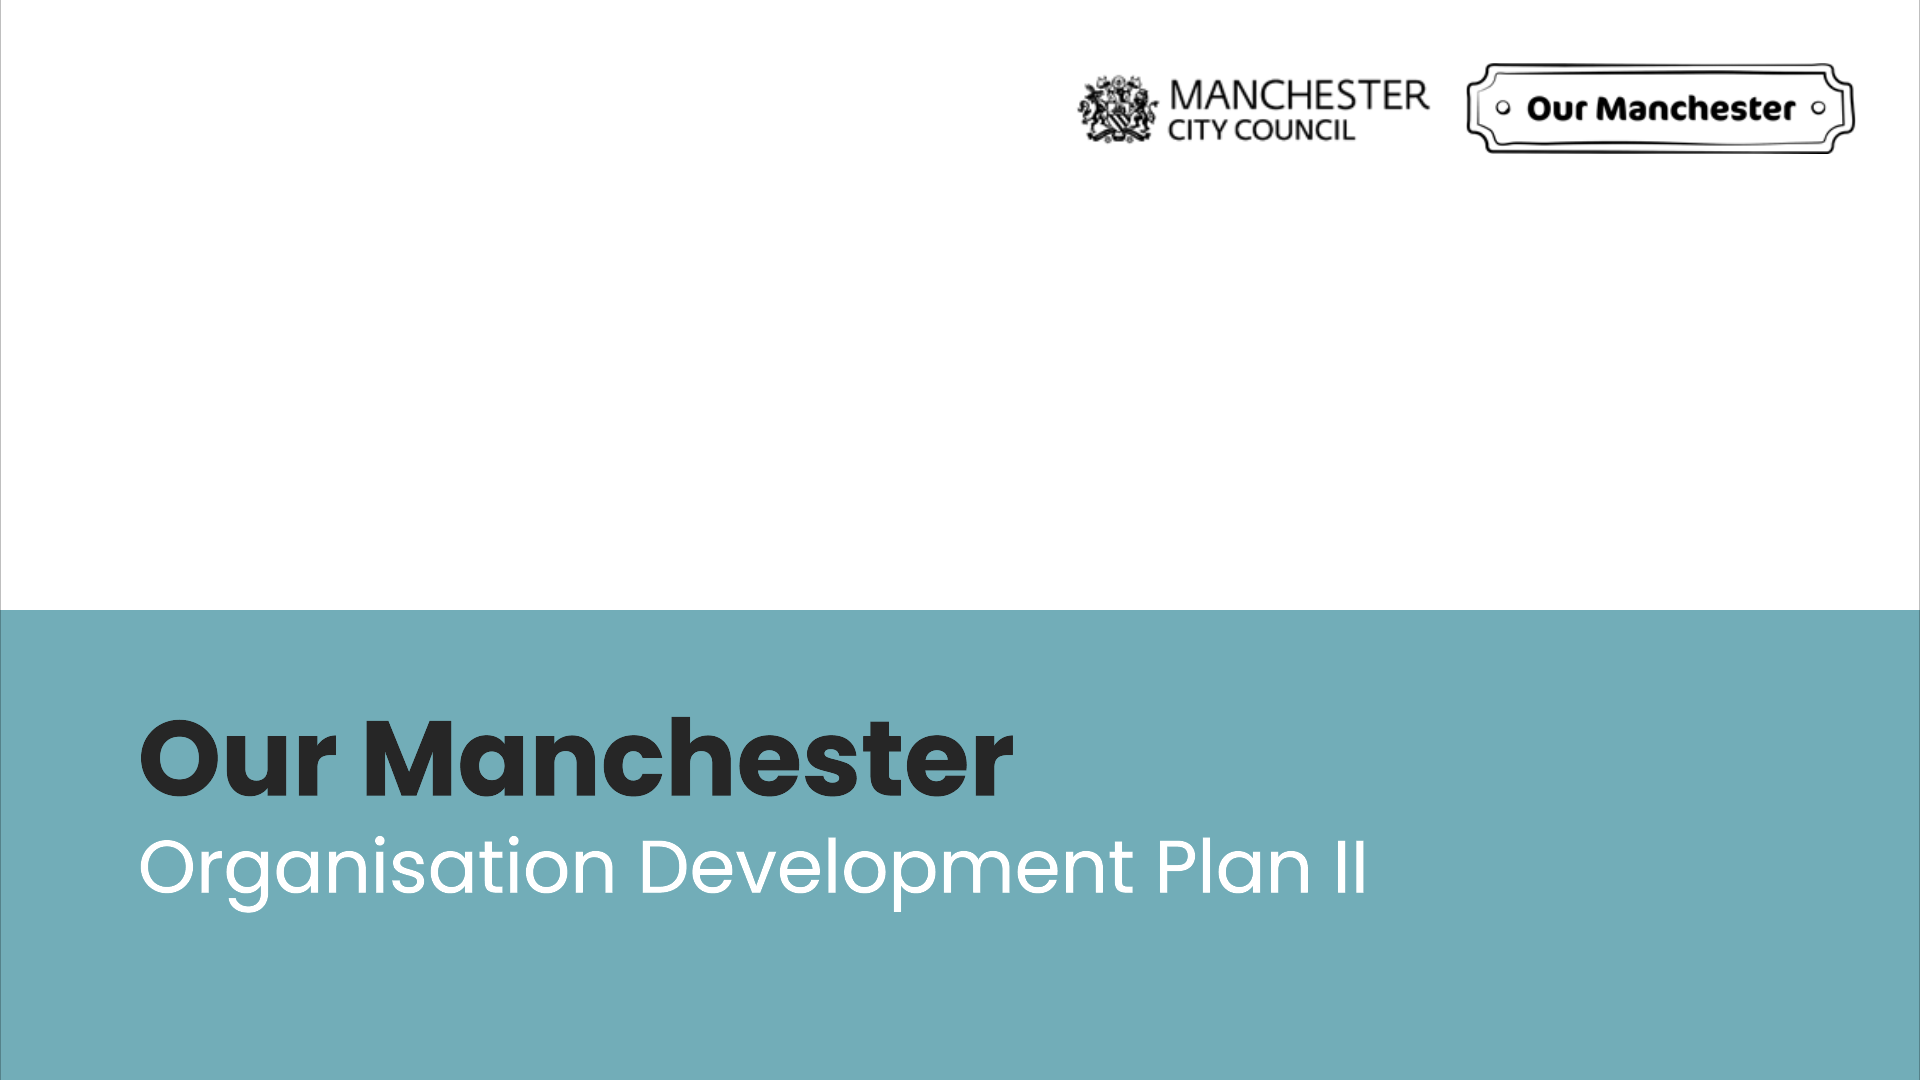 MANCHESTER
CITY COUNCIL
Our Manchester
Our Manchester
Organisation Development Plan II